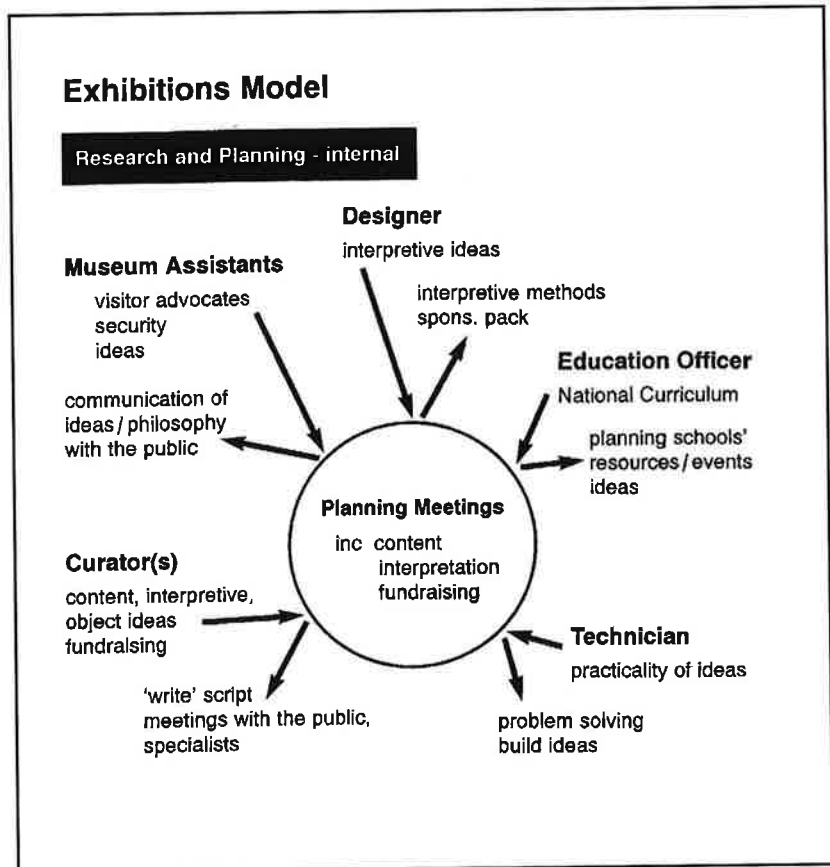 Exhibitions Model
Research and Planning - internal
Designer
interpretive ideas
interpretive methods
spons. pack
Museum Assistants
visitor advocates
security
ideas
communication of
ideas / philosophy
with the public
Education Officer
National Curriculum
planning schools'
resources / events
ideas
Planning Meetings
inc content
interpretation
fundraising
Curator(s)
content, interpretive,
object ideas
fundraising
'write' script
meetings with the public,
specialists
Technician
practicality of ideas
problem solving
build ideas